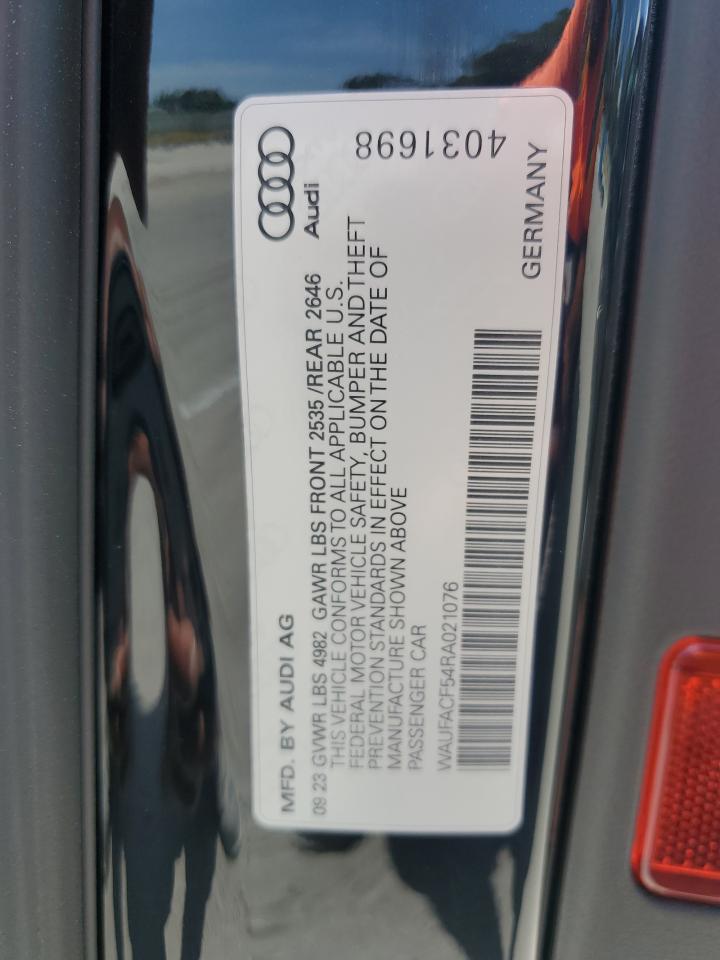 MFD. BY AUDI AG
Audi
09 23 GVWR LBS 4982 GAWR LBS FRONT 2535 /REAR 2646
THIS VEHICLE CONFORMS TO ALL APPLICABLE U.S.
FEDERAL MOTOR VEHICLE SAFETY, BUMPER AND THEFT
PREVENTION STANDARDS IN EFFECT ON THE DATE OF
MANUFACTURE SHOWN ABOVE
PASSENGER CAR
WAUFACF54RA021076
GERMANY
4031698